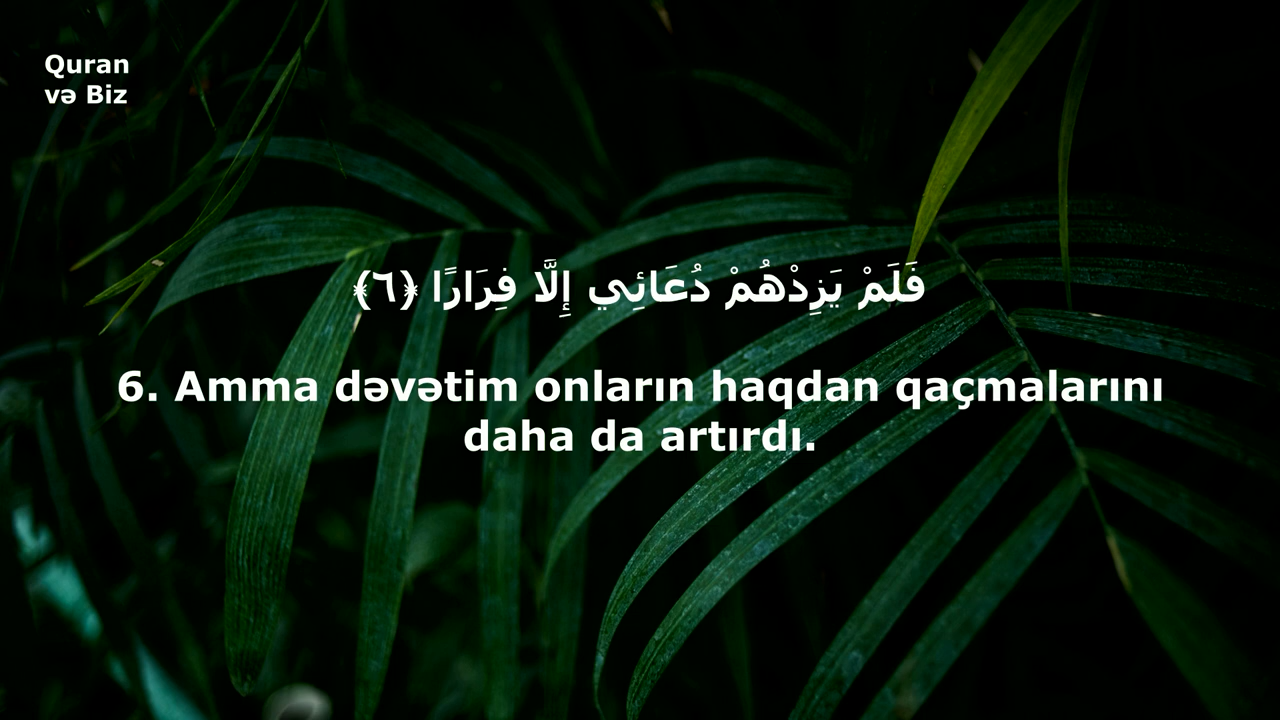 Quran
və Biz
فَلَمْ يَزِدْهُمْ دُعَائِي إِلَّا فِرَارًا ﴿٦﴾
6. Amma dəvətim onların haqdan qaçmalarını
daha da artırdı.